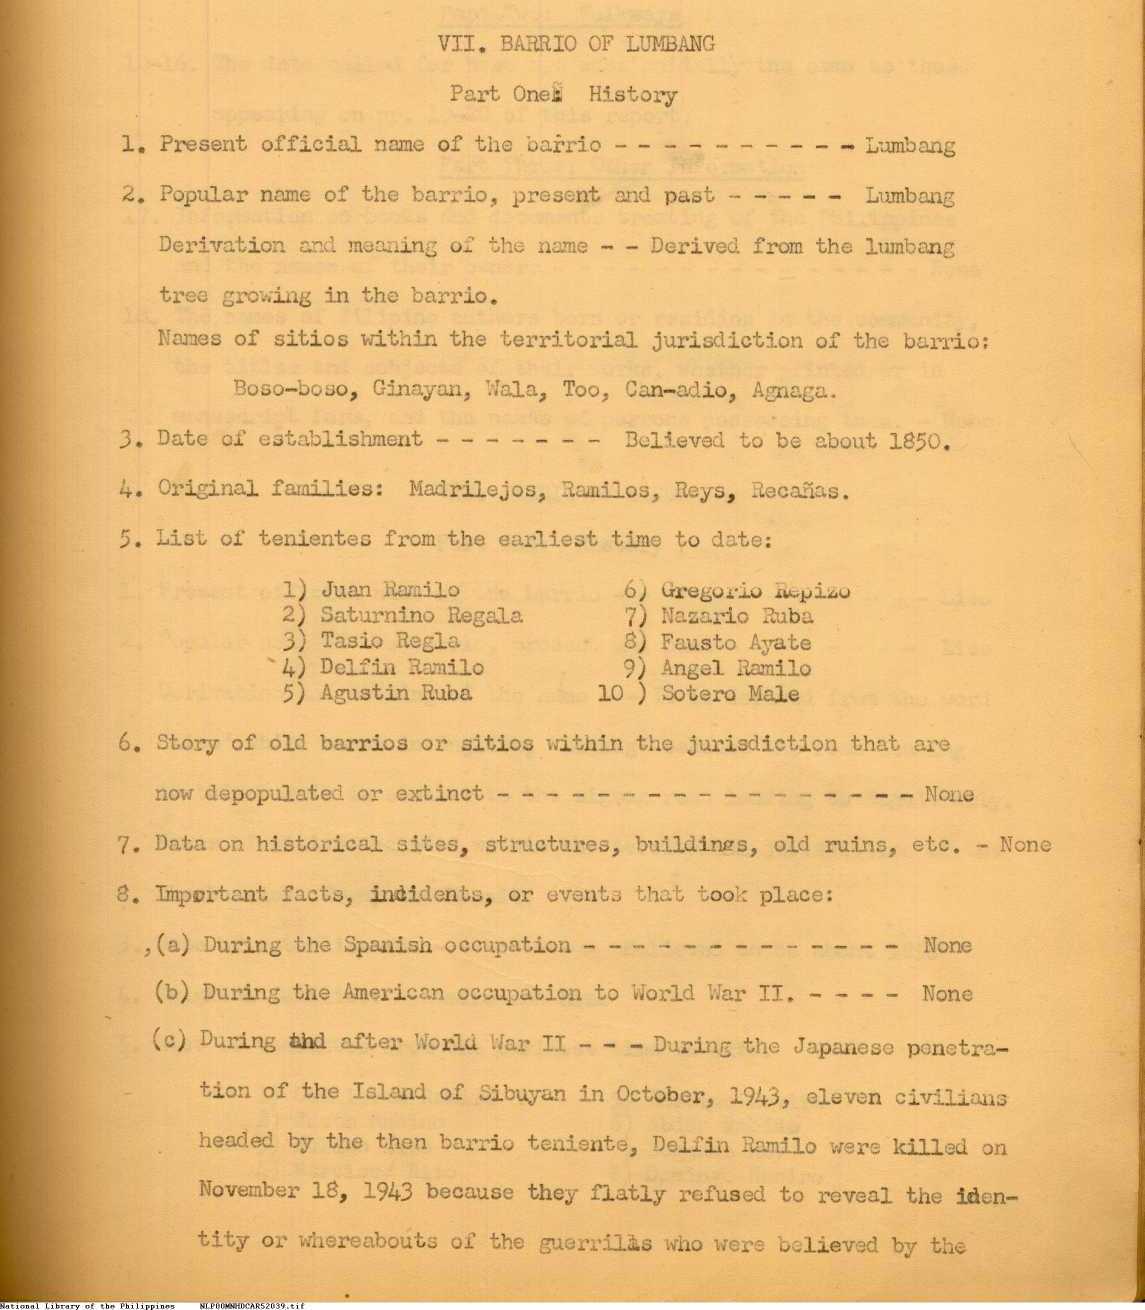 VII. BARRIO OF LUMBANG
Part One: History
1. Present official name of the barrio - - - - - - - - - - Lumbang
2. Popular name of the barrio, present and past - - - - - Lumbang
Derivation and meaning of the name - - Derived from the lumbang
tree growing in the barrio.
Names of sitios within the territorial jurisdiction of the barrio:
Boso-boso, Ginayan, Wala, Too, Can-adio, Agnaga.
3. Date of establishment - - - - - - - Believed to be about 1850.
4. Original families: Madrilejos, Ramilos, Reys, Recañas.
5. List of tenientes from the earliest time to date:
1) Juan Ramilo
2) Saturnino Regala
3) Tasio Regla
4) Delfin Ramilo
5) Agustin Ruba
6) Gregorio Repizo
7) Nazario Ruba
8) Fausto Ayate
9) Angel Ramilo
10 ) Sotero Male
6. Story of old barrios or sitios within the jurisdiction that are
now depopulated or extinct - - - - - - - - - - - - - - - - - None
7. Data on historical sites, structures, buildings, old ruins, etc. - None
8. Important facts, incidents, or events that took place:
(a) During the Spanish occupation - - - - - - - - - - - - - None
(b) During the American occupation to World War II. - - - - None
(c) During and after World War II - - - During the Japanese penetra-
tion of the Island of Sibuyan in October, 1943, eleven civilians
headed by the then barrio teniente, Delfin Ramilo were killed on
November 18, 1943 because they flatly refused to reveal the iden-
tity or whereabouts of the guerrillas who were believed by the
National Library of the Philippines NLP00MNHDCAR52039.tif